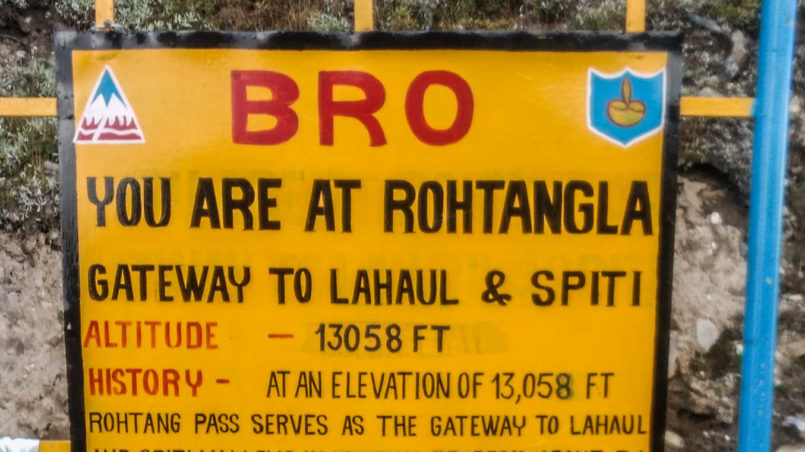 BRO
YOU ARE AT ROHTANGLA
GATEWAY TO LAHAUL & SPITI
ALTITUDE — 13058 FT
HISTORY - AT AN ELEVATION OF 13,058 FT
ROHTANG PASS SERVES AS THE GATEWAY TO LAHAUL